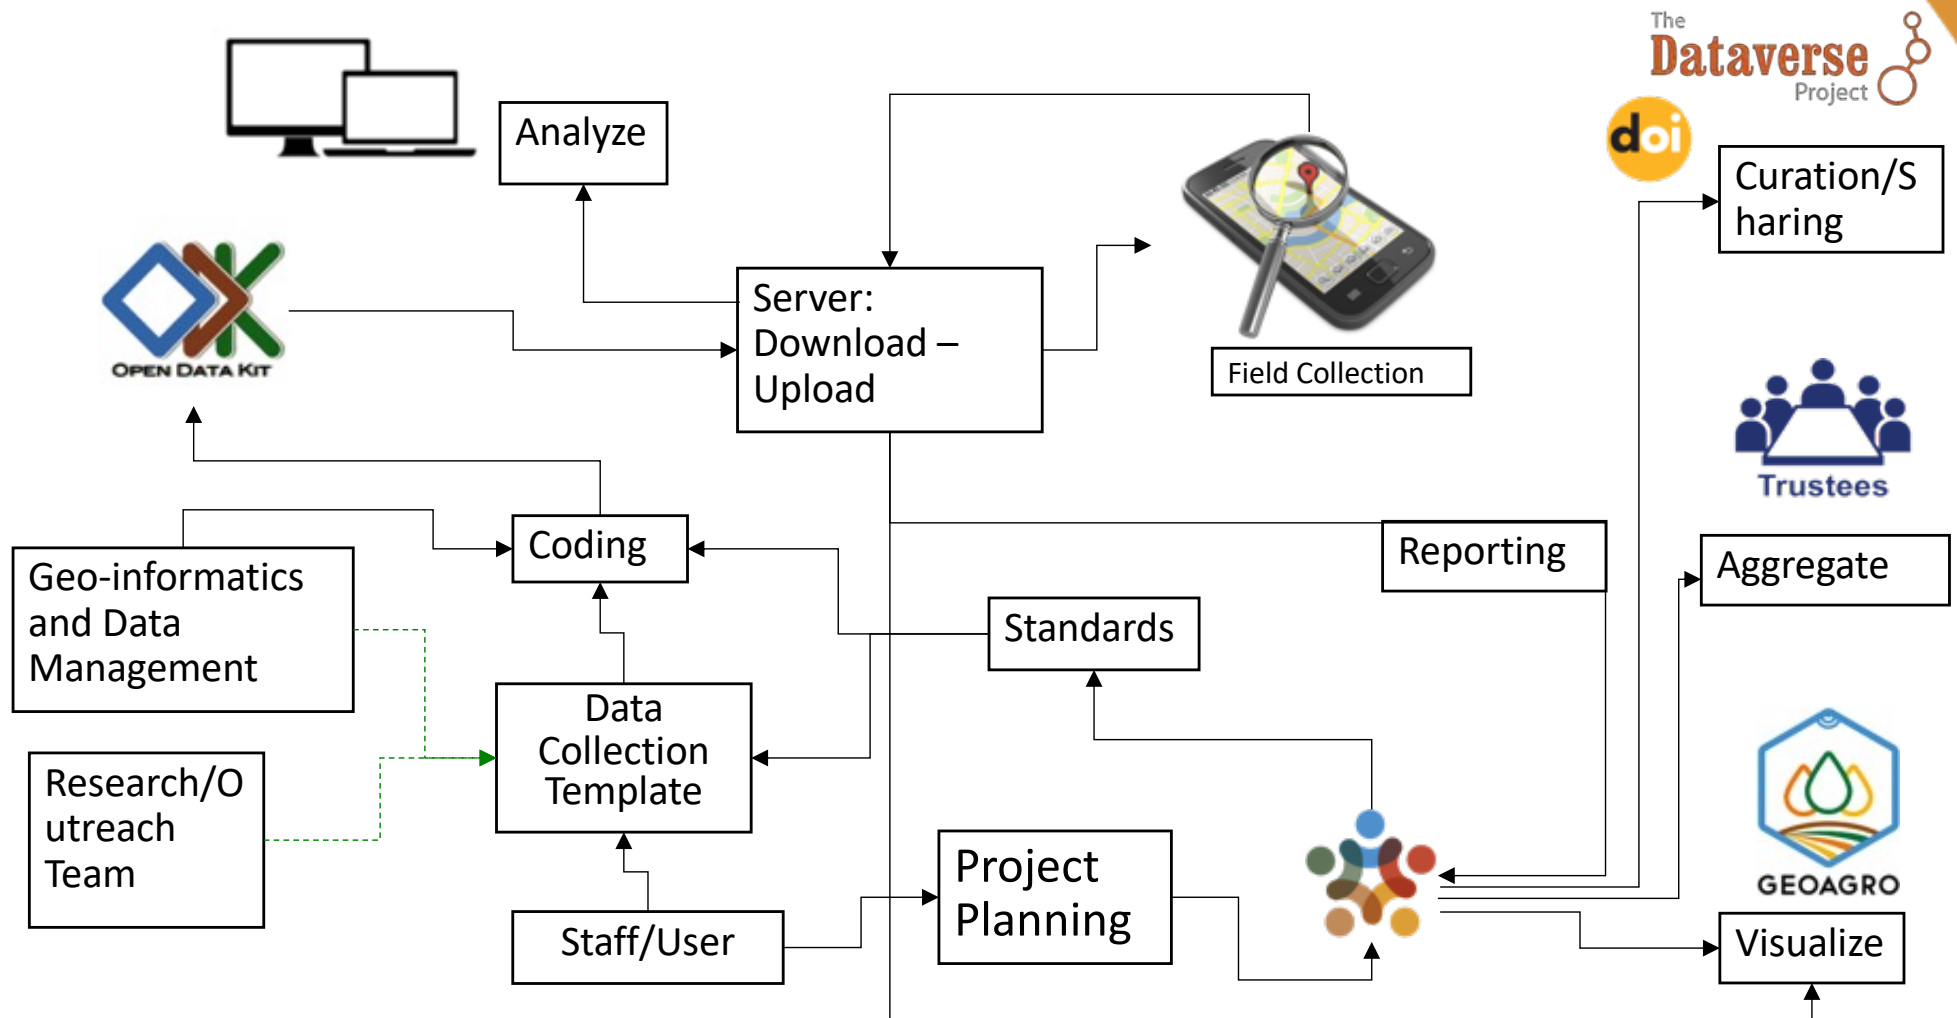 The
Dataverse
Project
doi
Analyze
Curation/S
haring
Server:
Download –
Upload
OPEN DATA KIT
Field Collection
Trustees
Coding
Reporting
Aggregate
Geo-informatics
and Data
Management
Standards
Data
Collection
Template
Research/O
utreach
Team
Project
Planning
GEOAGRO
Staff/User
Visualize